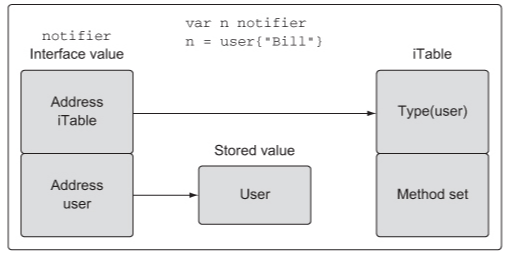 var n notifier
n = user{"Bill"}
notifier
Interface value
iTable
Address
iTable
Type(user)
Stored value
Address
user
User
Method set